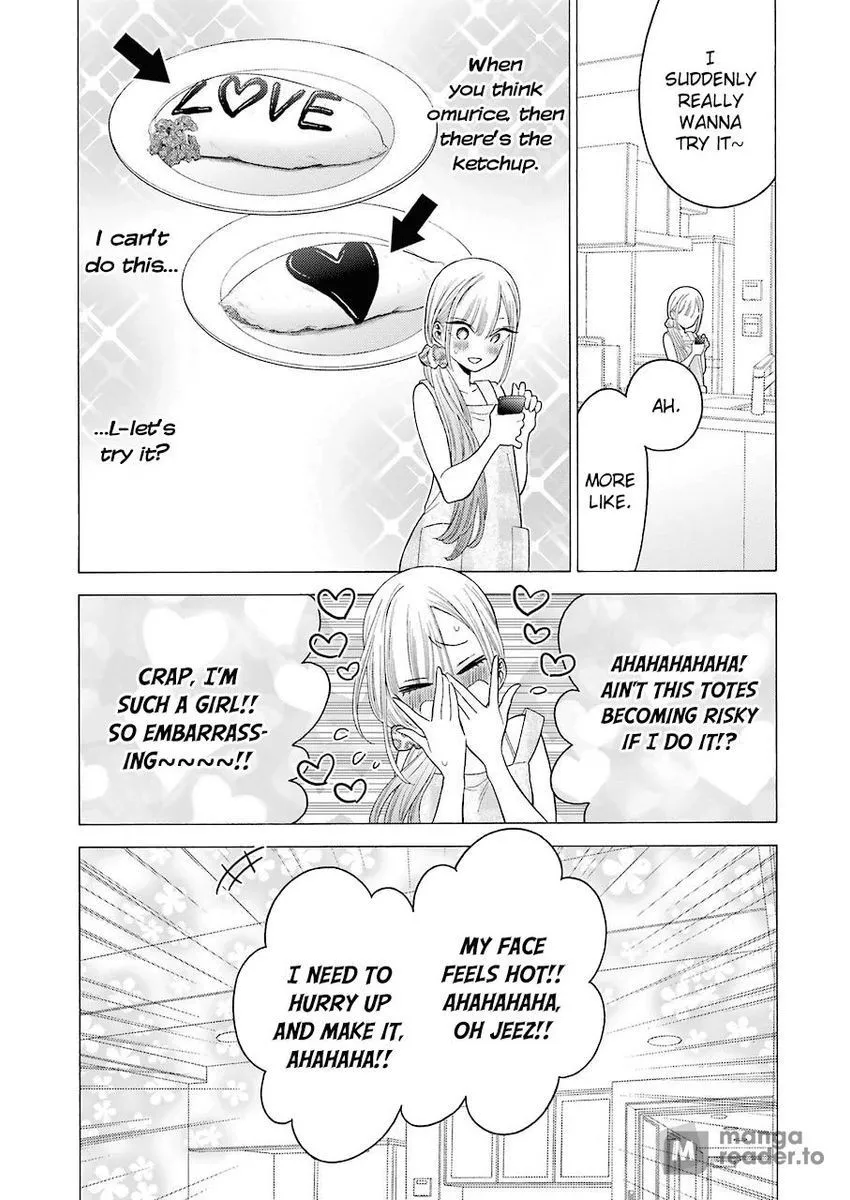 I
SUDDENLY
REALLY
WANNA
TRY IT~
AH.
MORE
LIKE.
When
you think
omurice, then
there's the
ketchup.
LOVE
I can't
do this...
...L-let's
try it?
AHAHAHAHAHA!
AIN'T THIS TOTES
BECOMING RISKY
IF I DO IT!?
CRAP, I'M
SUCH A GIRL!!
SO EMBARRASS-
ING~~~~!!
MY FACE
FEELS HOT!!
AHAHAHAHA,
OH JEEZ!!
I NEED TO
HURRY UP
AND MAKE IT,
AHAHAHA!!
M manga
reader.to